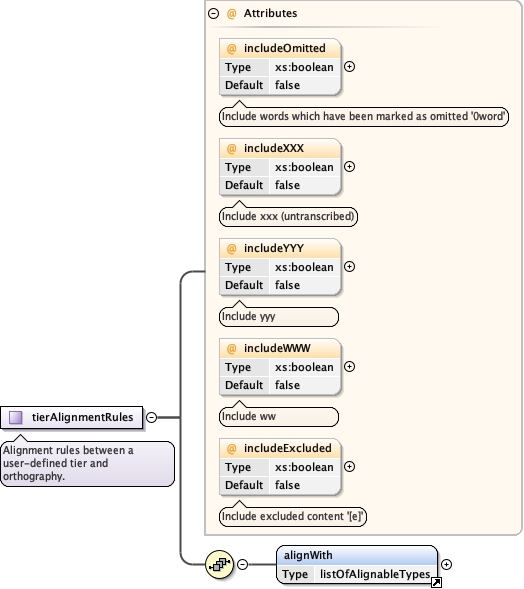 Attributes
@ includeOmitted
Type xs:boolean
Default false
Include words which have been marked as omitted '0word'
@ includeXXX
Type xs:boolean
Default false
Include xxx (untranscribed)
@ includeYYY
Type xs:boolean
Default false
Include yyy
@ includeWWW
Type xs:boolean
Default false
Include ww
@ includeExcluded
Type xs:boolean
Default false
Include excluded content '[e]'
tierAlignmentRules
Alignment rules between a
user-defined tier and
orthography.
alignWith
Type listOfAlignableTypes